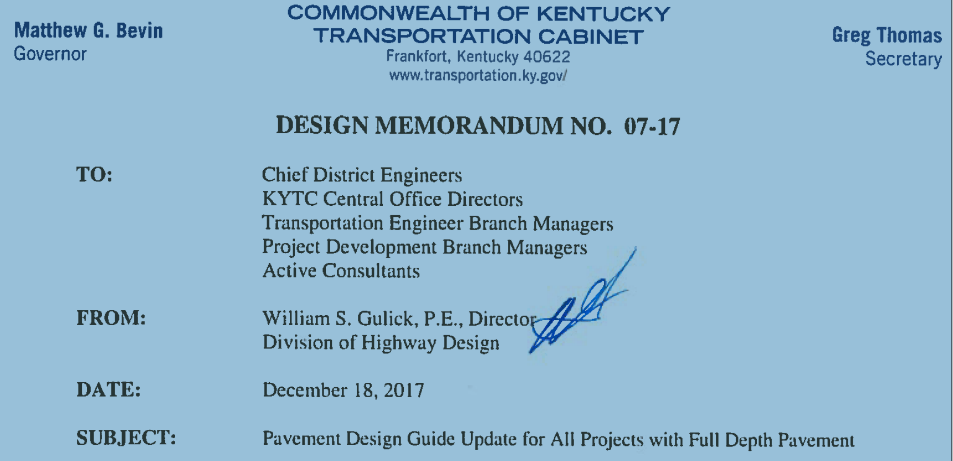 Matthew G. Bevin
Governor
COMMONWEALTH OF KENTUCKY
TRANSPORTATION CABINET
Frankfort, Kentucky 40622
www.transportation.ky.gov/
Greg Thomas
Secretary
DESIGN MEMORANDUM NO. 07-17
TO: Chief District Engineers
KYTC Central Office Directors
Transportation Engineer Branch Managers
Project Development Branch Managers
Active Consultants
FROM: William S. Gulick, P.E., Director
Division of Highway Design
DATE: December 18, 2017
SUBJECT: Pavement Design Guide Update for All Projects with Full Depth Pavement